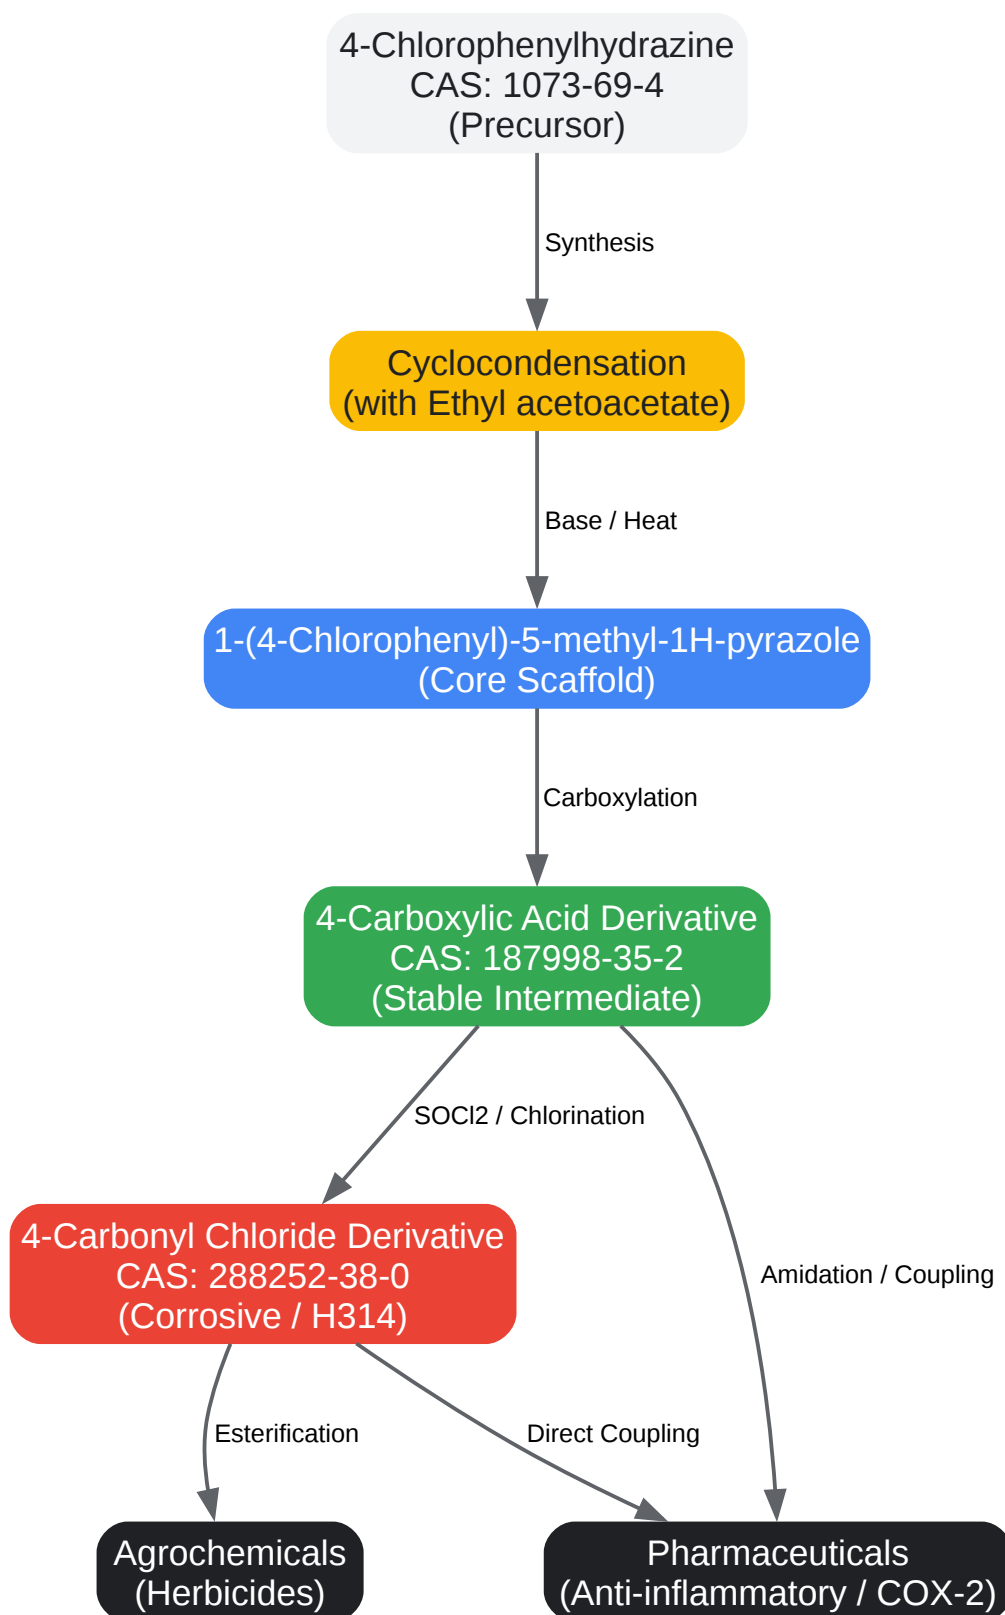 4-Chlorophenylhydrazine
CAS: 1073-69-4
(Precursor)
Synthesis
Cyclocondensation
(with Ethyl acetoacetate)
Base / Heat
1-(4-Chlorophenyl)-5-methyl-1H-pyrazole
(Core Scaffold)
Carboxylation
4-Carboxylic Acid Derivative
CAS: 187998-35-2
(Stable Intermediate)
SOCl2 / Chlorination
4-Carbonyl Chloride Derivative
CAS: 288252-38-0
(Corrosive / H314)
Amidation / Coupling
Esterification
Direct Coupling
Agrochemicals
(Herbicides)
Pharmaceuticals
(Anti-inflammatory / COX-2)